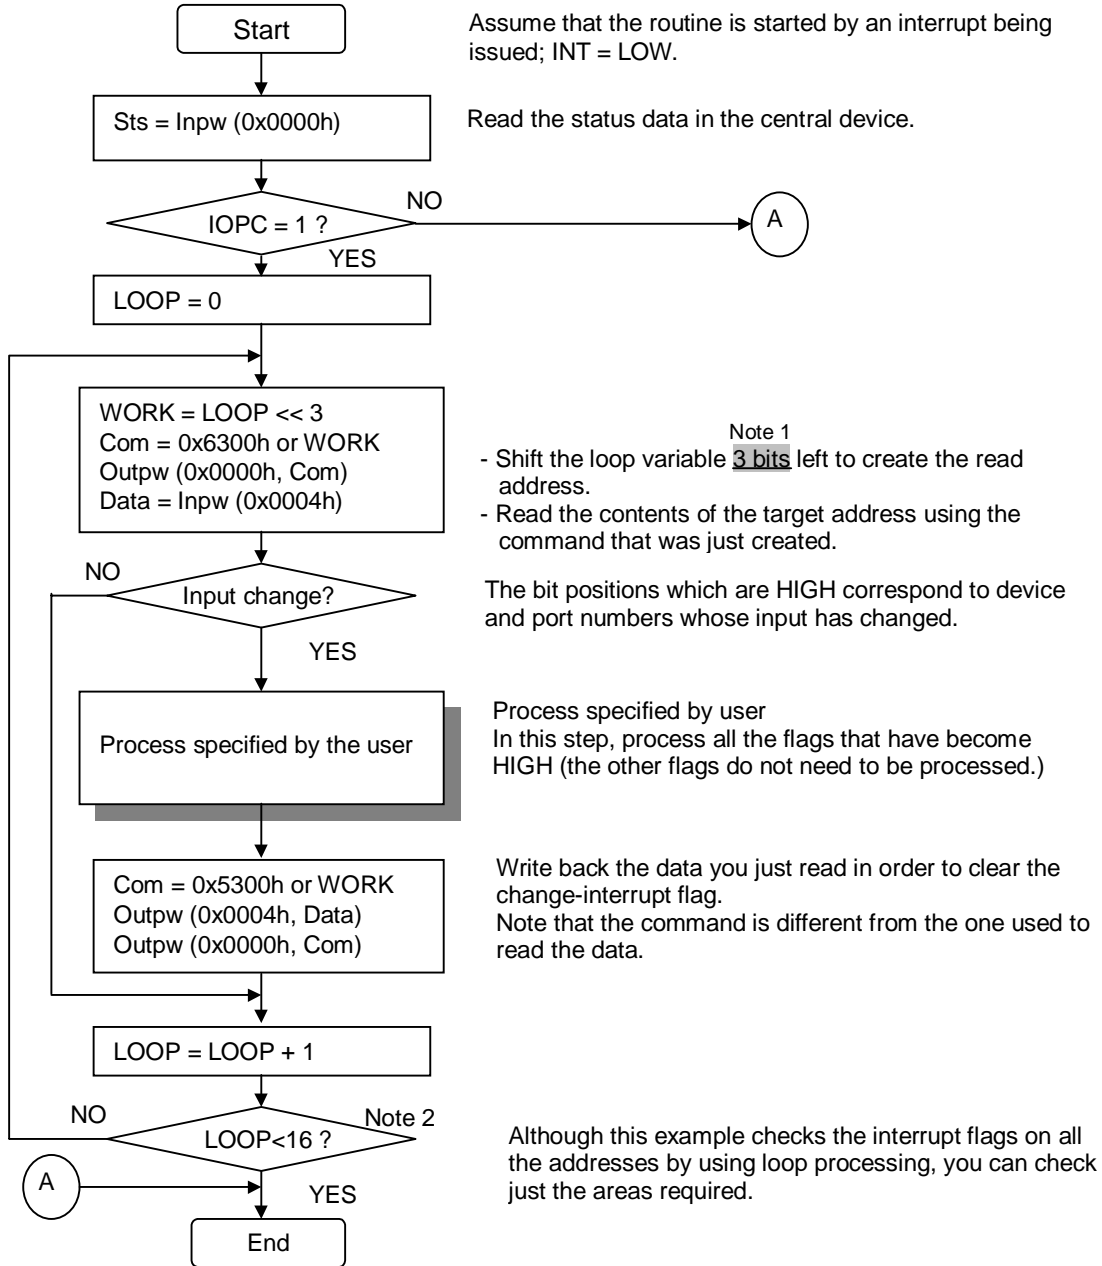 Start
Assume that the routine is started by an interrupt being
issued; INT = LOW.
Sts = Inpw (0x0000h)
Read the status data in the central device.
IOPC = 1 ?
NO
A
YES
LOOP = 0
WORK = LOOP << 3
Com = 0x6300h or WORK
Outpw (0x0000h, Com)
Data = Inpw (0x0004h)
Note 1
- Shift the loop variable 3 bits left to create the read
address.
- Read the contents of the target address using the
command that was just created.
NO
Input change?
YES
The bit positions which are HIGH correspond to device
and port numbers whose input has changed.
Process specified by the user
Process specified by user
In this step, process all the flags that have become
HIGH (the other flags do not need to be processed.)
Com = 0x5300h or WORK
Outpw (0x0004h, Data)
Outpw (0x0000h, Com)
Write back the data you just read in order to clear the
change-interrupt flag.
Note that the command is different from the one used to
read the data.
LOOP = LOOP + 1
NO
LOOP<16 ?
Note 2
YES
A
Although this example checks the interrupt flags on all
the addresses by using loop processing, you can check
just the areas required.
End